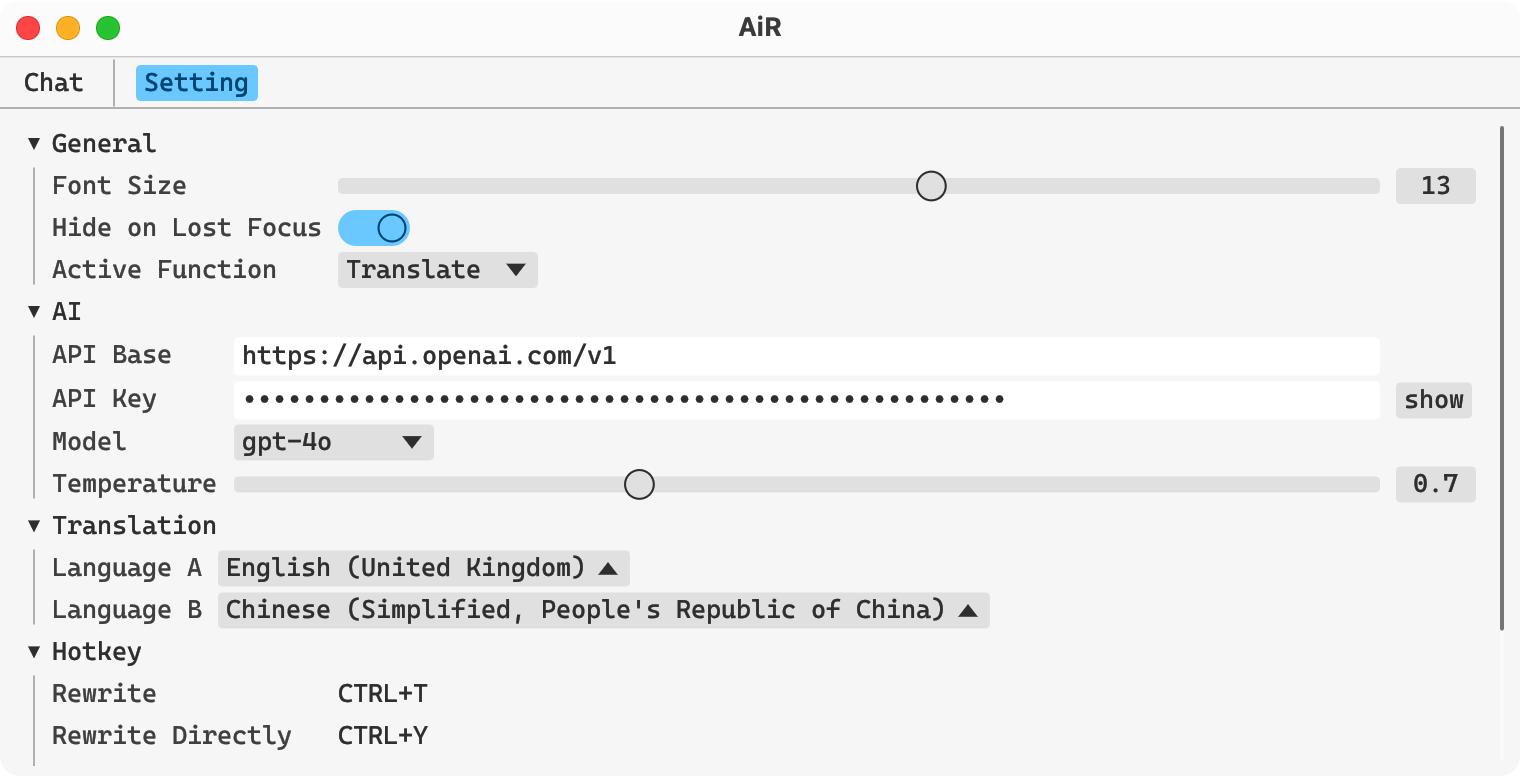 AiR
Chat Setting
▼ General
Font Size 13
Hide on Lost Focus
Active Function Translate ▼
▼ AI
API Base https://api.openai.com/v1
API Key ••••••••••••••••••••••••••••••••••••••••••••••••••• show
Model gpt-4o ▼
Temperature 0.7
▼ Translation
Language A English (United Kingdom) ▲
Language B Chinese (Simplified, People's Republic of China) ▲
▼ Hotkey
Rewrite CTRL+T
Rewrite Directly CTRL+Y